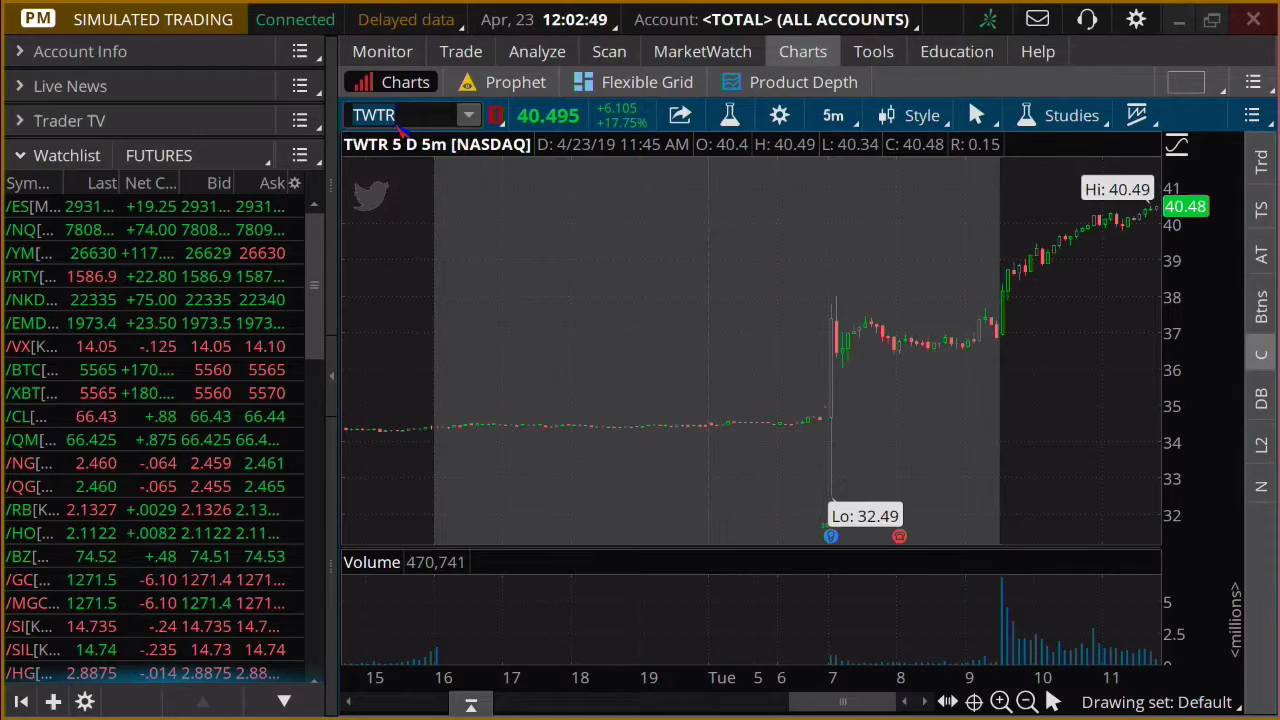 PM SIMULATED TRADING Connected Delayed data Apr, 23 12:02:49 Account: <TOTAL> (ALL ACCOUNTS)
Account Info
Live News
Trader TV
Watchlist FUTURES
Sym... Last Net C... Bid Ask
/ES[M... 2931... +19.25 2931... 2931...
/NQ[... 7808... +74.00 7808... 7809...
/YM[... 26630 +117.... 26629 26630
/RTY[... 1586.9 +22.80 1586.9 1587...
/NKD... 22335 +75.00 22335 22340
/EMD... 1973.4 +23.50 1973.5 1973...
/VX[K... 14.05 -.125 14.05 14.10
/BTC[... 5565 +170.... 5560 5565
/XBT[... 5565 +180.... 5560 5570
/CL[... 66.43 +.88 66.43 66.44
/QM[... 66.425 +.875 66.425 66.4...
/NG[... 2.460 -.064 2.459 2.461
/QG[... 2.460 -.065 2.455 2.465
/RB[K... 2.1327 +.0029 2.1326 2.13...
/HO[... 2.1122 +.0082 2.1122 2.11...
/BZ[... 74.52 +.48 74.51 74.53
/GC[... 1271.5 -6.10 1271.4 1271...
/MGC... 1271.5 -6.10 1271.4 1271...
/SI[K... 14.735 -.24 14.735 14.7...
/SIL[K... 14.74 -.235 14.73 14.74
/HG[... 2.8875 -.014 2.8875 2.88...
Monitor Trade Analyze Scan MarketWatch Charts Tools Education Help
Charts Prophet Flexible Grid Product Depth
TWTR 40.495 +6.105 +17.75% 5m Style Studies
TWTR 5 D 5m [NASDAQ] D: 4/23/19 11:45 AM O: 40.4 H: 40.49 L: 40.34 C: 40.48 R: 0.15
Hi: 40.49
41
40.48
40
39
38
37
36
35
34
33
32
Lo: 32.49
Volume 470,741
5
2.5
0
<millions>
15 16 17 18 19 Tue 5 6 7 8 9 10 11
Drawing set: Default
Trd
TS
AT
Btns
C
DB
L2
N